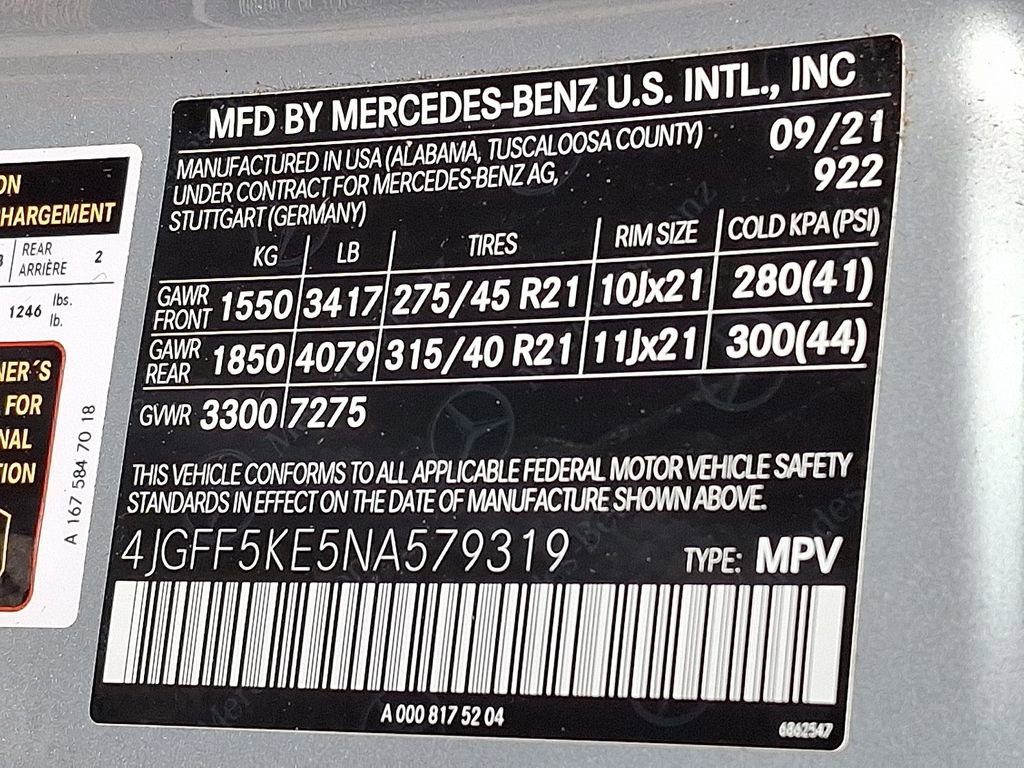 MFD BY MERCEDES-BENZ U.S. INTL., INC
MANUFACTURED IN USA (ALABAMA, TUSCALOOSA COUNTY) 09/21
UNDER CONTRACT FOR MERCEDES-BENZ AG, 922
STUTTGART (GERMANY)
KG LB TIRES RIM SIZE COLD KPA (PSI)
GAWR FRONT 1550 3417 275/45 R21 10Jx21 280(41)
GAWR REAR 1850 4079 315/40 R21 11Jx21 300(44)
GVWR 3300 7275
THIS VEHICLE CONFORMS TO ALL APPLICABLE FEDERAL MOTOR VEHICLE SAFETY
STANDARDS IN EFFECT ON THE DATE OF MANUFACTURE SHOWN ABOVE.
4JGFF5KE5NA579319 TYPE: MPV
A 000 817 52 04
6862547
ON
CHARGEMENT
REAR
ARRIÈRE 2
1246 lbs.
lb.
NER´S
FOR
NAL
TION
A 167 584 70 18